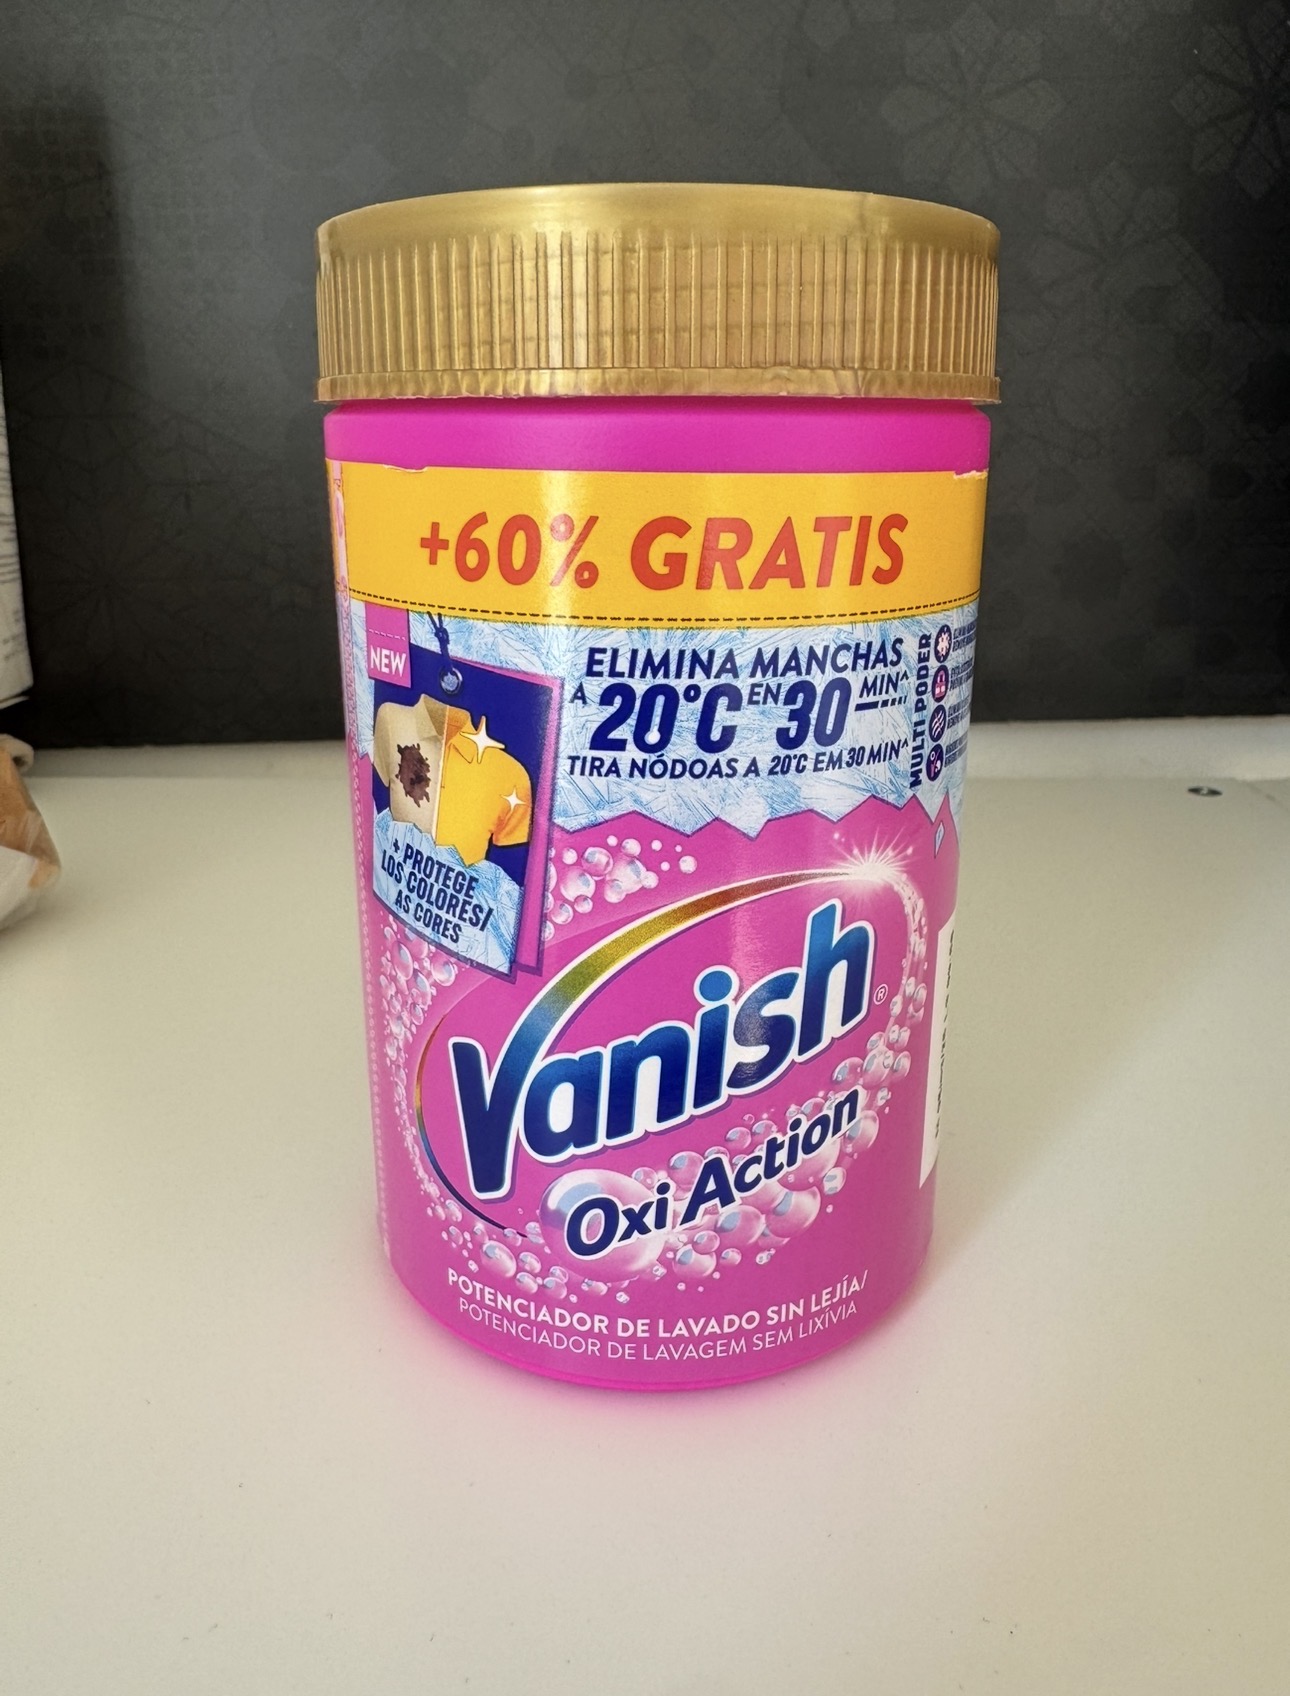 +60% GRATIS
NEW
ELIMINA MANCHAS
A 20°C EN 30 MIN^
TIRA NÓDOAS A 20°C EM 30 MIN^
MULTI PODER
+ PROTEGE
LOS COLORES/
AS CORES
Vanish®
Oxi Action
POTENCIADOR DE LAVADO SIN LEJÍA/
POTENCIADOR DE LAVAGEM SEM LIXÍVIA